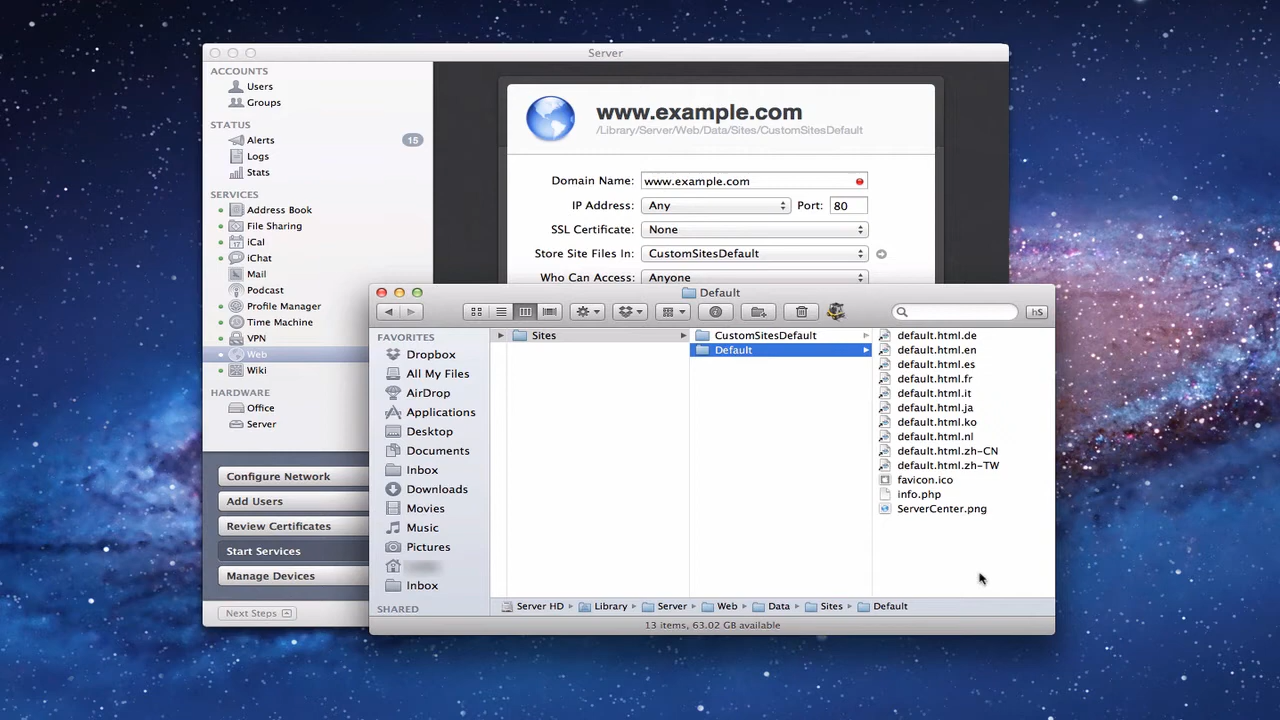 Server
ACCOUNTS
Users
Groups
STATUS
Alerts 15
Logs
Stats
SERVICES
Address Book
File Sharing
17 iCal
iChat
Mail
Podcast
Profile Manager
Time Machine
VPN
Web
Wiki
HARDWARE
Office
Server
Configure Network
Add Users
Review Certificates
Start Services
Manage Devices
Next Steps
www.example.com
/Library/Server/Web/Data/Sites/CustomSitesDefault
Domain Name: www.example.com
IP Address: Any Port: 80
SSL Certificate: None
Store Site Files In: CustomSitesDefault
Who Can Access: Anyone
Default
hS
FAVORITES
Dropbox
All My Files
AirDrop
Applications
Desktop
Documents
Inbox
Downloads
Movies
Music
Pictures
Inbox
SHARED
Sites
CustomSitesDefault
Default
default.html.de
default.html.en
default.html.es
default.html.fr
default.html.it
default.html.ja
default.html.ko
default.html.nl
default.html.zh-CN
default.html.zh-TW
favicon.ico
info.php
ServerCenter.png
Server HD Library Server Web Data Sites Default
13 items, 63.02 GB available